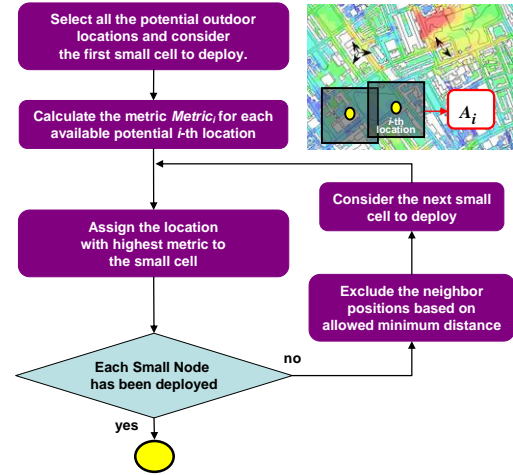 Select all the potential outdoor
locations and consider
the first small cell to deploy.
Calculate the metric Metrici for each
available potential i-th location
i-th
location
Ai
Assign the location
with highest metric to
the small cell
Consider the next small
cell to deploy
Exclude the neighbor
positions based on
allowed minimum distance
Each Small Node
has been deployed
no
yes